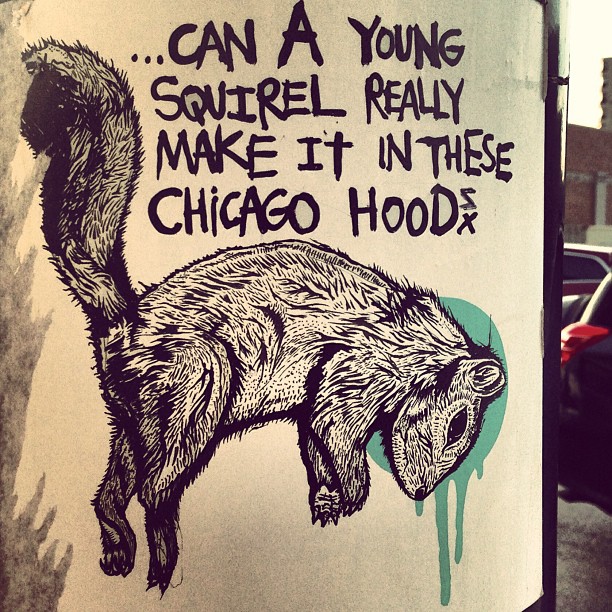 ...CAN A YOUNG
SQUIREL REALLY
MAKE IT IN THESE
CHICAGO HOODS